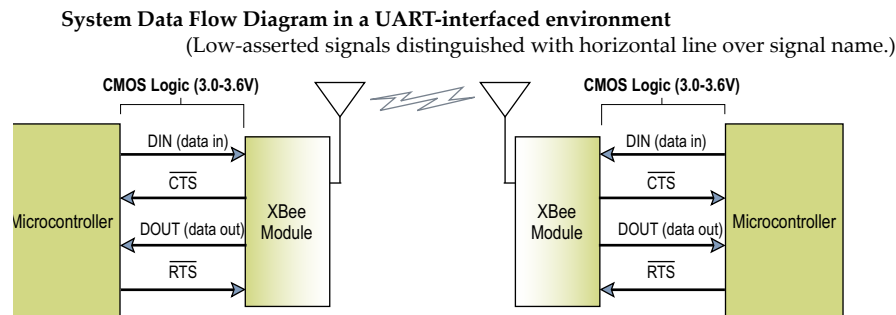 System Data Flow Diagram in a UART-interfaced environment
(Low-asserted signals distinguished with horizontal line over signal name.)
CMOS Logic (3.0-3.6V)
CMOS Logic (3.0-3.6V)
DIN (data in)
CTS
DOUT (data out)
RTS
Microcontroller
XBee
Module
DIN (data in)
CTS
DOUT (data out)
RTS
XBee
Module
Microcontroller